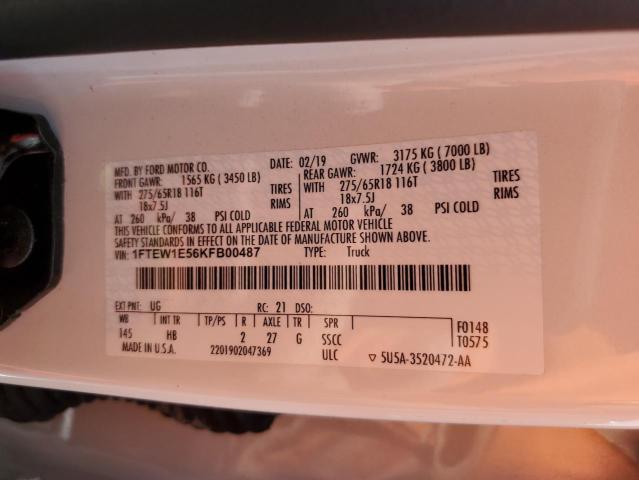 MFD. BY FORD MOTOR CO.
DATE: 02/19 GVWR: 3175 KG ( 7000 LB)
FRONT GAWR: 1565 KG ( 3450 LB)
REAR GAWR: 1724 KG ( 3800 LB)
WITH 275/65R18 116T TIRES
WITH 275/65R18 116T TIRES
18x7.5J RIMS
18x7.5J RIMS
AT 260 kPa/ 38 PSI COLD
AT 260 kPa/ 38 PSI COLD
THIS VEHICLE CONFORMS TO ALL APPLICABLE FEDERAL MOTOR VEHICLE
SAFETY STANDARDS IN EFFECT ON THE DATE OF MANUFACTURE SHOWN ABOVE.
VIN: 1FTEW1E56KFB00487 TYPE: Truck
EXT PNT: UG RC: 21 DSO:
WB INT TR TP/PS R AXLE TR SPR F0148
145 HB 2 27 G SSCC T0575
MADE IN U.S.A. 2201902047369 ULC ▽ 5U5A-3520472-AA